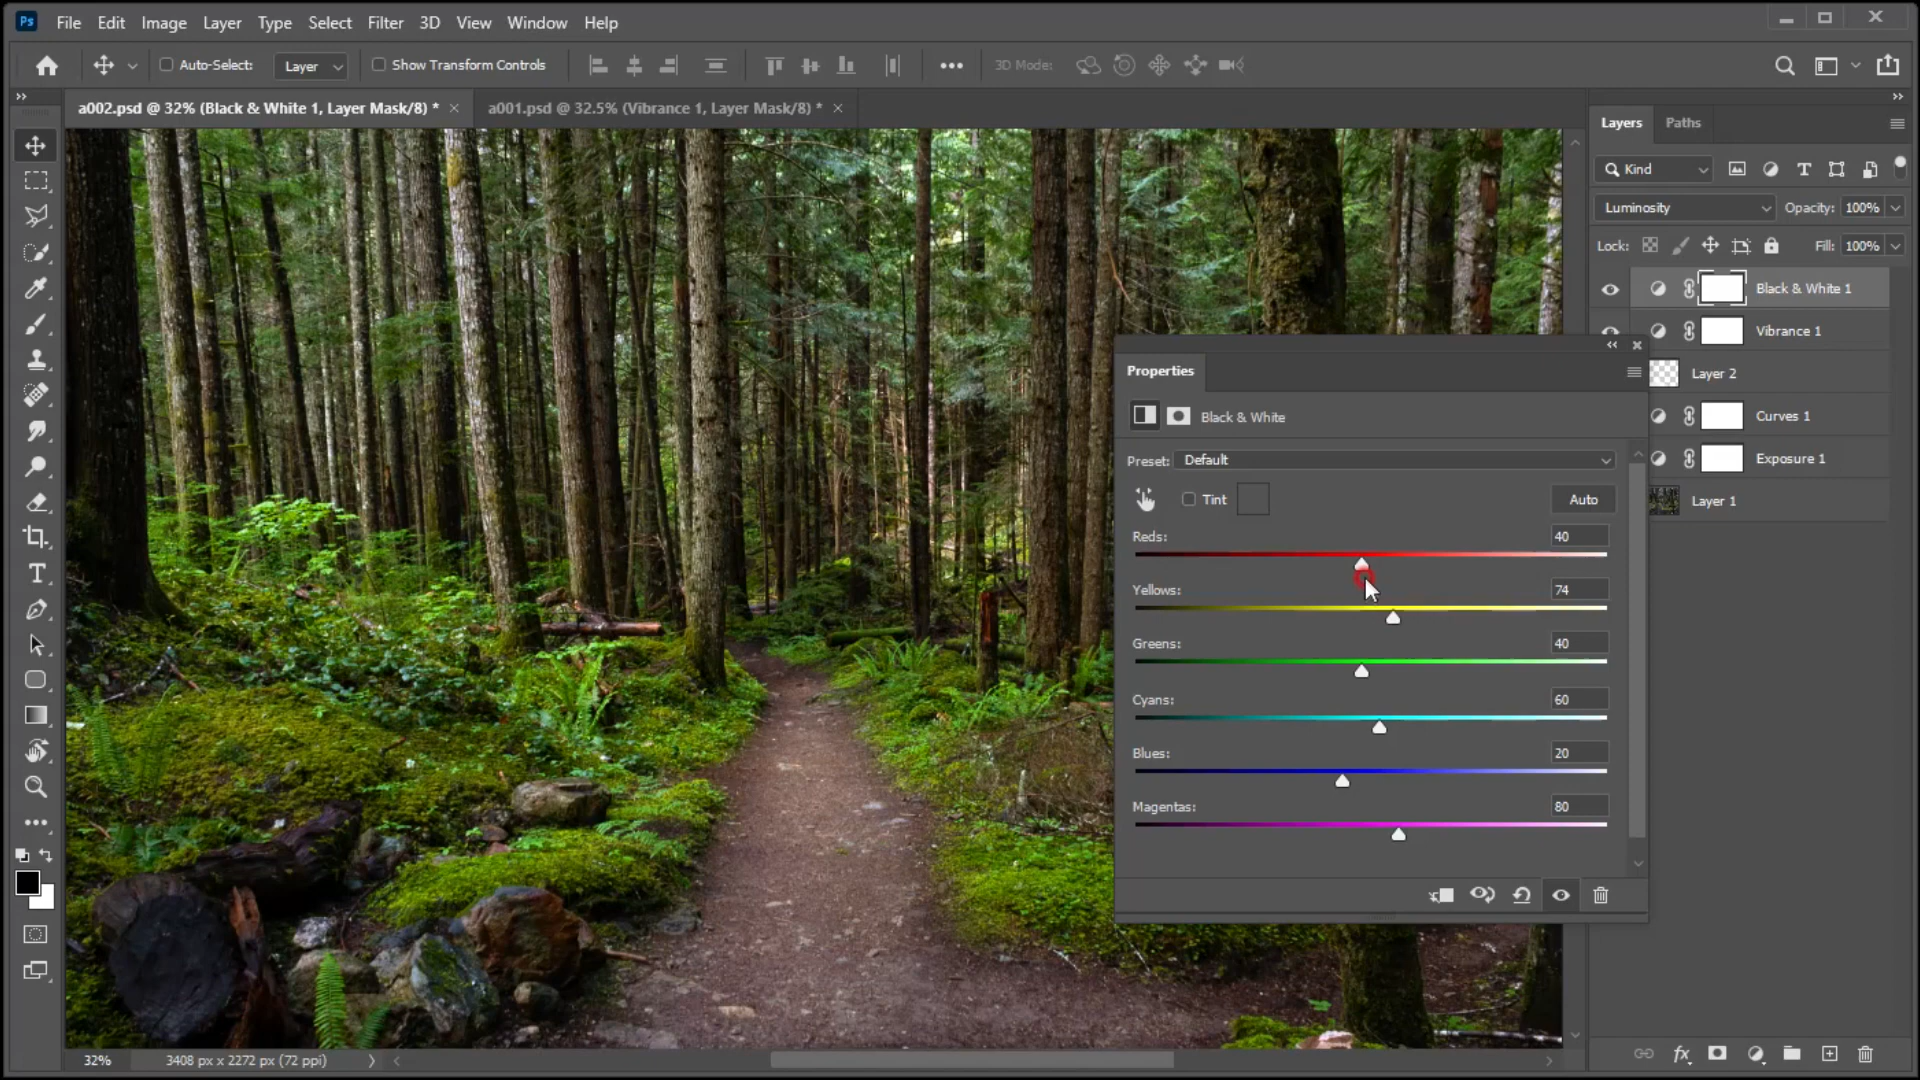 Ps File Edit Image Layer Type Select Filter 3D View Window Help
Auto-Select: Layer Show Transform Controls 3D Mode:
a002.psd @ 32% (Black & White 1, Layer Mask/8) * a001.psd @ 32.5% (Vibrance 1, Layer Mask/8) *
Layers Paths
Kind
Luminosity Opacity: 100%
Lock: Fill: 100%
Black & White 1
Vibrance 1
Layer 2
Curves 1
Exposure 1
Layer 1
Properties
Black & White
Preset: Default
Tint Auto
Reds: 40
Yellows: 74
Greens: 40
Cyans: 60
Blues: 20
Magentas: 80
32% 3408 px x 2272 px (72 ppi)